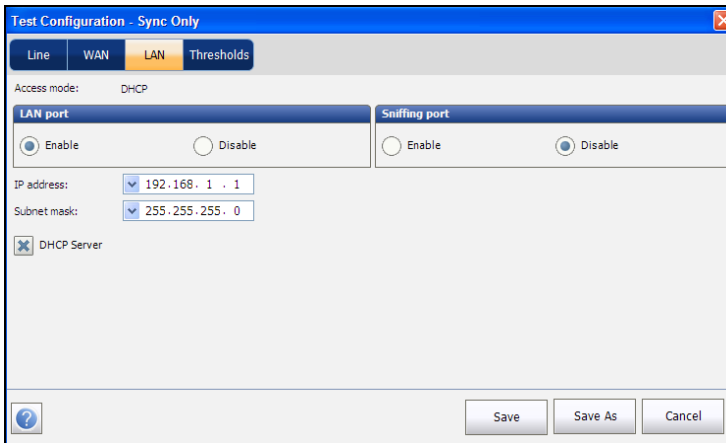 Test Configuration - Sync Only
Line WAN LAN Thresholds
Access mode: DHCP
LAN port
Enable Disable
Sniffing port
Enable Disable
IP address: 192.168. 1 . 1
Subnet mask: 255.255.255. 0
DHCP Server
?
Save Save As Cancel